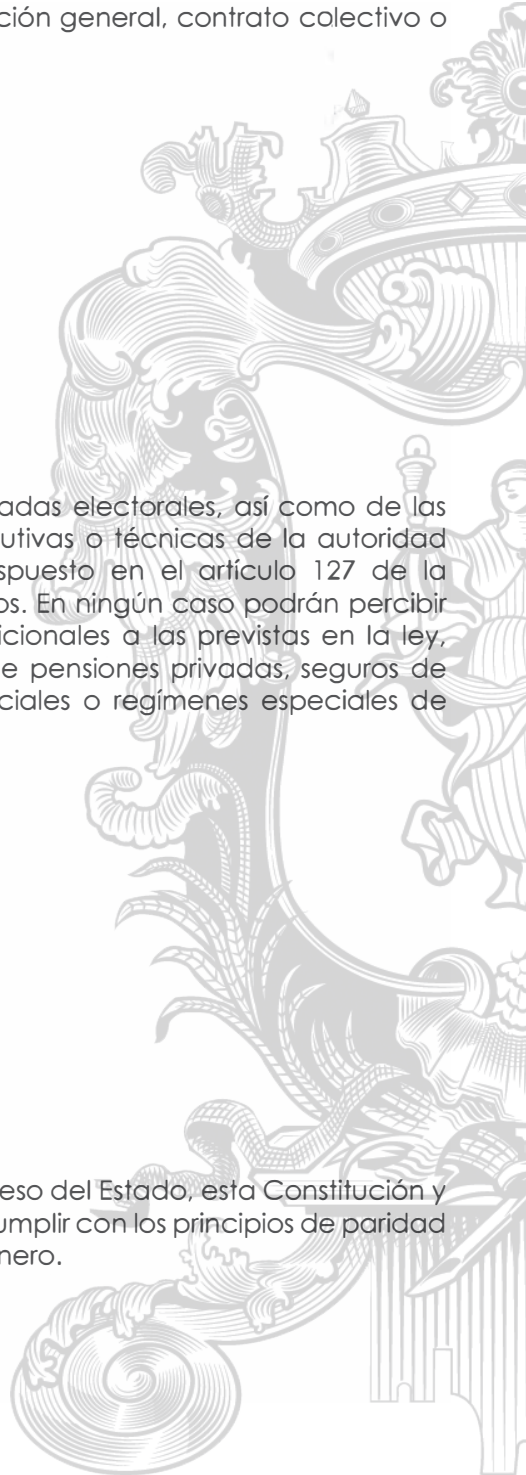 ción general, contrato colectivo o
adas electorales, así como de las
utivas o técnicas de la autoridad
spuesto en el artículo 127 de la
os. En ningún caso podrán percibir
dicionales a las previstas en la ley,
e pensiones privadas, seguros de
ciales o regímenes especiales de
eso del Estado, esta Constitución y
umplir con los principios de paridad
nero.